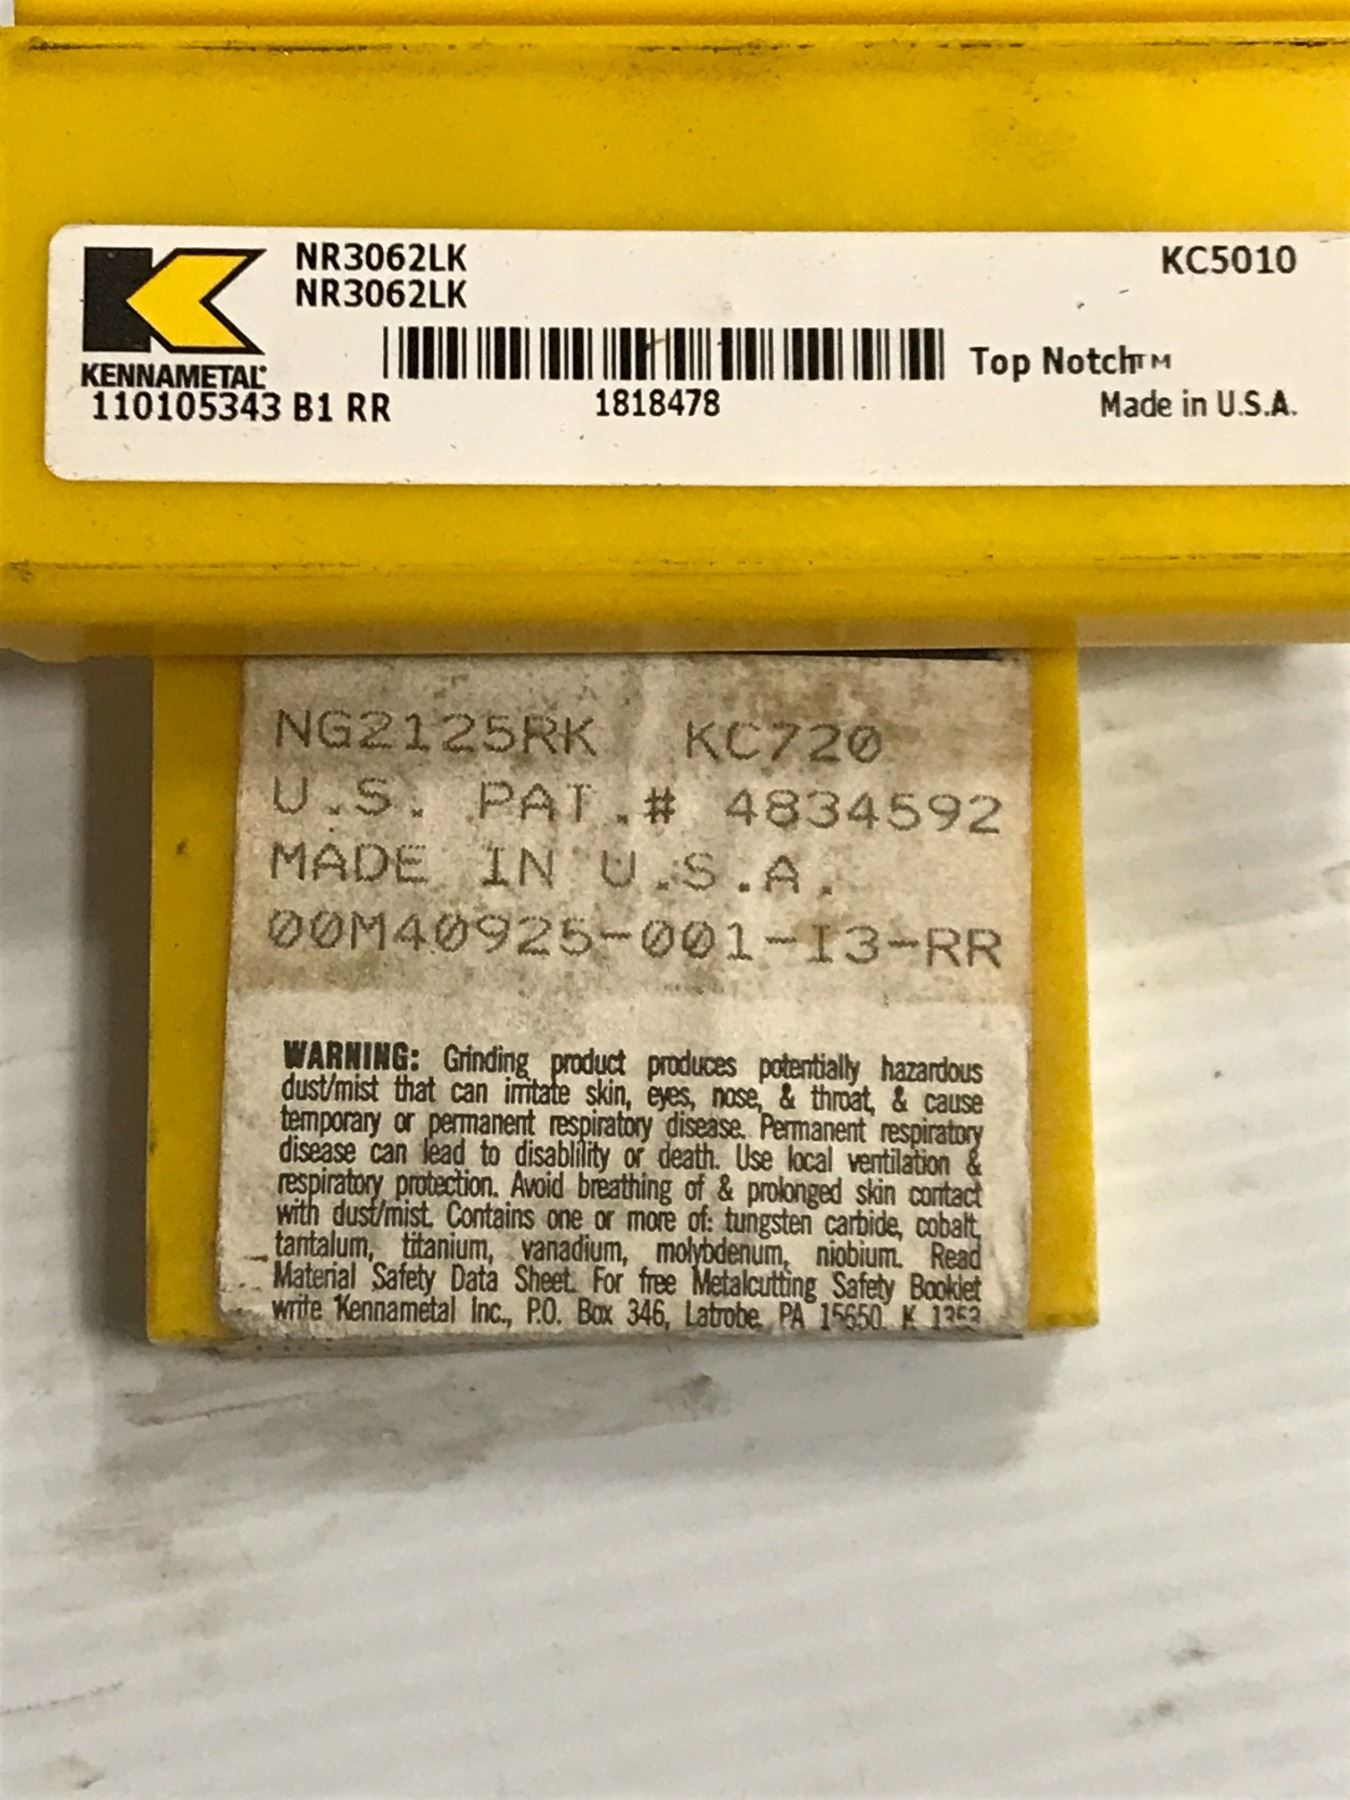 NR3062LK
NR3062LK
KC5010
Top Notch™
KENNAMETAL®
110105343 B1 RR
1818478
Made in U.S.A.
NG2125RK KC720
U.S. PAT.# 4834592
MADE IN U.S.A.
00M40925-001-I3-RR
WARNING: Grinding product produces potentially hazardous
dust/mist that can irritate skin, eyes, nose, & throat, & cause
temporary or permanent respiratory disease. Permanent respiratory
disease can lead to disablility or death. Use local ventilation &
respiratory protection. Avoid breathing of & prolonged skin contact
with dust/mist. Contains one or more of: tungsten carbide, cobalt,
tantalum, titanium, vanadium, molybdenum, niobium. Read
Material Safety Data Sheet. For free Metalcutting Safety Booklet
write Kennametal Inc., P.O. Box 346, Latrobe, PA 15650. K 1353